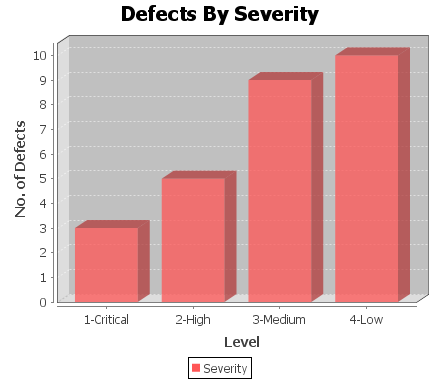 Defects By Severity
No. of Defects
10
9
8
7
6
5
4
3
2
1
0
1-Critical
2-High
3-Medium
4-Low
Level
Severity